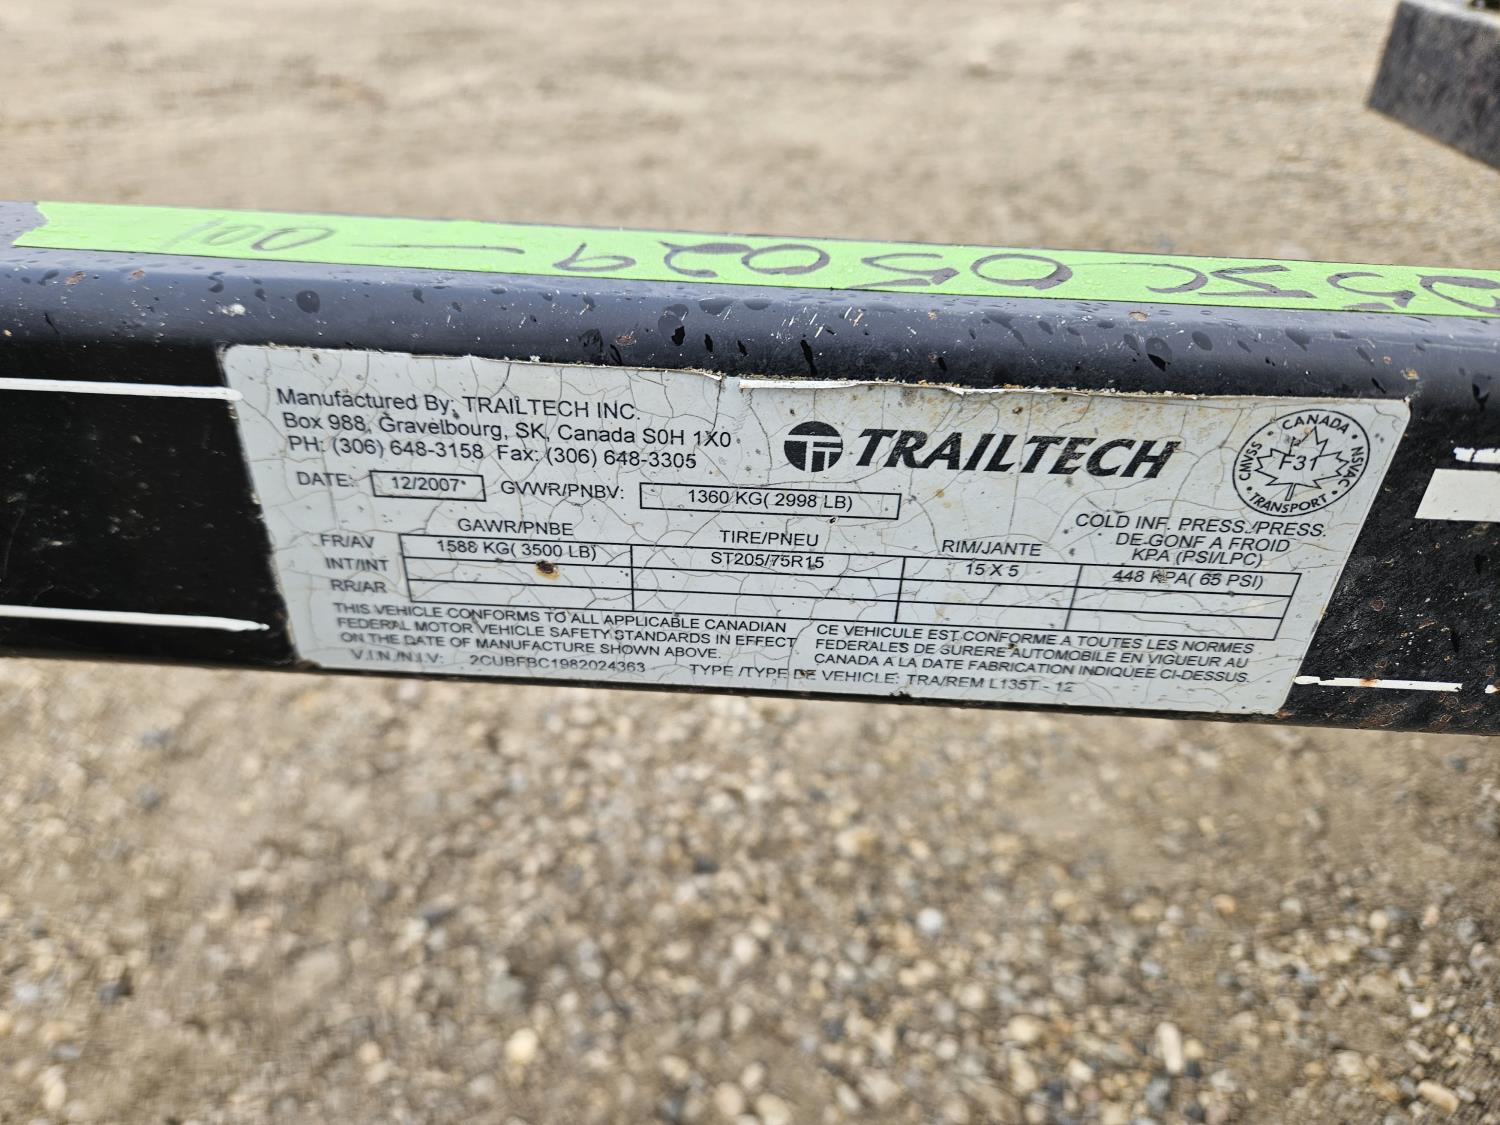 053C05029 — 001
Manufactured By: TRAILTECH INC.
Box 988, Gravelbourg, SK, Canada S0H 1X0
PH: (306) 648-3158 Fax: (306) 648-3305
TRAILTECH
CANADA
CMVSS
NSVAC
F31
TRANSPORT
DATE: 12/2007 GVWR/PNBV: 1360 KG( 2998 LB)
GAWR/PNBE TIRE/PNEU RIM/JANTE COLD INF. PRESS./PRESS.
DE-GONF A FROID
KPA (PSI/LPC)
FR/AV 1588 KG( 3500 LB) ST205/75R15 15 X 5 448 KPA( 65 PSI)
INT/INT
RR/AR
THIS VEHICLE CONFORMS TO ALL APPLICABLE CANADIAN
FEDERAL MOTOR VEHICLE SAFETY STANDARDS IN EFFECT
ON THE DATE OF MANUFACTURE SHOWN ABOVE.
CE VEHICULE EST CONFORME A TOUTES LES NORMES
FEDERALES DE SURERE AUTOMOBILE EN VIGUEUR AU
CANADA A LA DATE FABRICATION INDIQUEE CI-DESSUS.
V.I.N./N.I.V: 2CUBFBC1982024363 TYPE /TYPE DE VEHICLE: TRA/REM L135T - 12